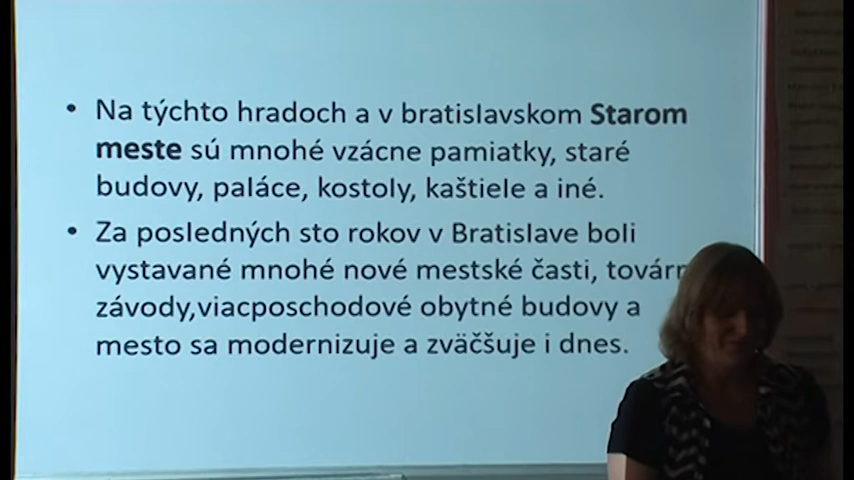 • Na týchto hradoch a v bratislavskom Starom
meste sú mnohé vzácne pamiatky, staré
budovy, paláce, kostoly, kaštiele a iné.
• Za posledných sto rokov v Bratislave boli
vystavané mnohé nové mestské časti,
závody,viacposchodové obytné budovy a
mesto sa modernizuje a zväčšuje i dnes.